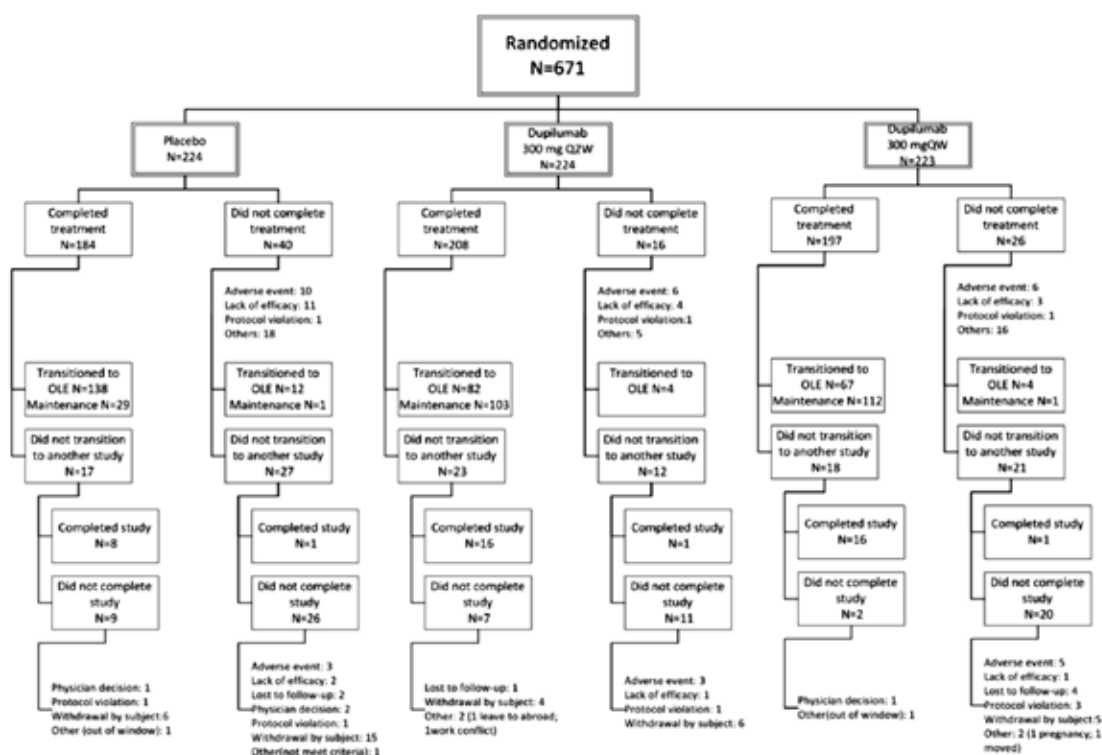 Randomized
N=671
Placebo
N=224
Dupilumab
300 mg Q2W
N=224
Dupilumab
300 mgQW
N=223
Completed
treatment
N=184
Did not complete
treatment
N=40
Completed
treatment
N=208
Did not complete
treatment
N=16
Completed
treatment
N=197
Did not complete
treatment
N=26
Adverse event: 10
Lack of efficacy: 11
Protocol violation: 1
Others: 18
Adverse event: 6
Lack of efficacy: 4
Protocol violation:1
Others: 5
Adverse event: 6
Lack of efficacy: 3
Protocol violation: 1
Others: 16
Transitioned to
OLE N=138
Maintenance N=29
Transitioned to
OLE N=12
Maintenance N=1
Transitioned to
OLE N=82
Maintenance N=103
Transitioned to
OLE N=4
Transitioned to
OLE N=67
Maintenance N=112
Transitioned to
OLE N=4
Maintenance N=1
Did not transition
to another study
N=17
Did not transition
to another study
N=27
Did not transition
to another study
N=23
Did not transition
to another study
N=12
Did not transition
to another study
N=18
Did not transition
to another study
N=21
Completed study
N=8
Completed study
N=1
Completed study
N=16
Completed study
N=1
Completed study
N=16
Completed study
N=1
Did not complete
study
N=9
Did not complete
study
N=26
Did not complete
study
N=7
Did not complete
study
N=11
Did not complete
study
N=2
Did not complete
study
N=20
Physician decision: 1
Protocol violation: 1
Withdrawal by subject:6
Other (out of window): 1
Adverse event: 3
Lack of efficacy: 2
Lost to follow-up: 2
Physician decision: 2
Protocol violation: 1
Withdrawal by subject: 15
Other(not meet criteria): 1
Lost to follow-up: 1
Withdrawal by subject: 4
Other: 2 (1 leave to abroad;
1work conflict)
Adverse event: 3
Lack of efficacy: 1
Protocol violation: 1
Withdrawal by subject: 6
Physician decision: 1
Other(out of window): 1
Adverse event: 5
Lack of efficacy: 1
Lost to follow-up: 4
Protocol violation: 3
Withdrawal by subject:5
Other: 2 (1 pregnancy; 1
moved)